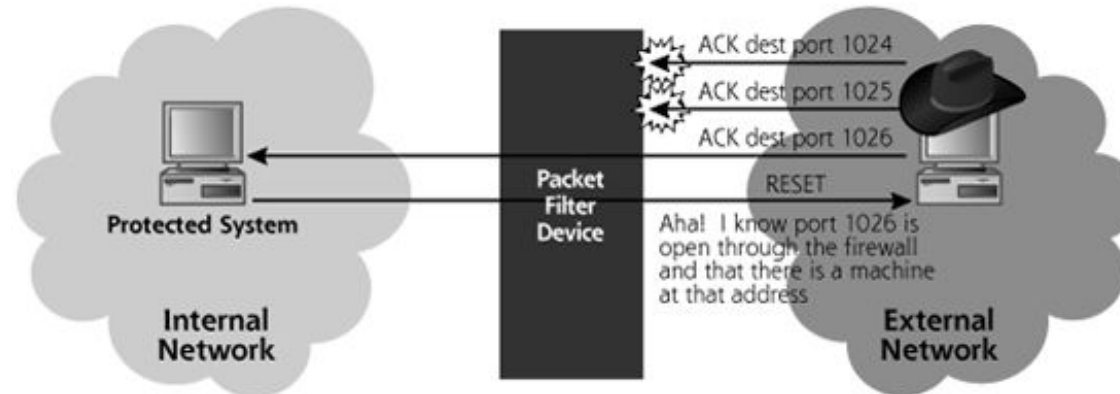 ACK dest port 1024
ACK dest port 1025
ACK dest port 1026
RESET
Protected System
Packet
Filter
Device
Aha! I know port 1026 is
open through the firewall
and that there is a machine
at that address
Internal
Network
External
Network